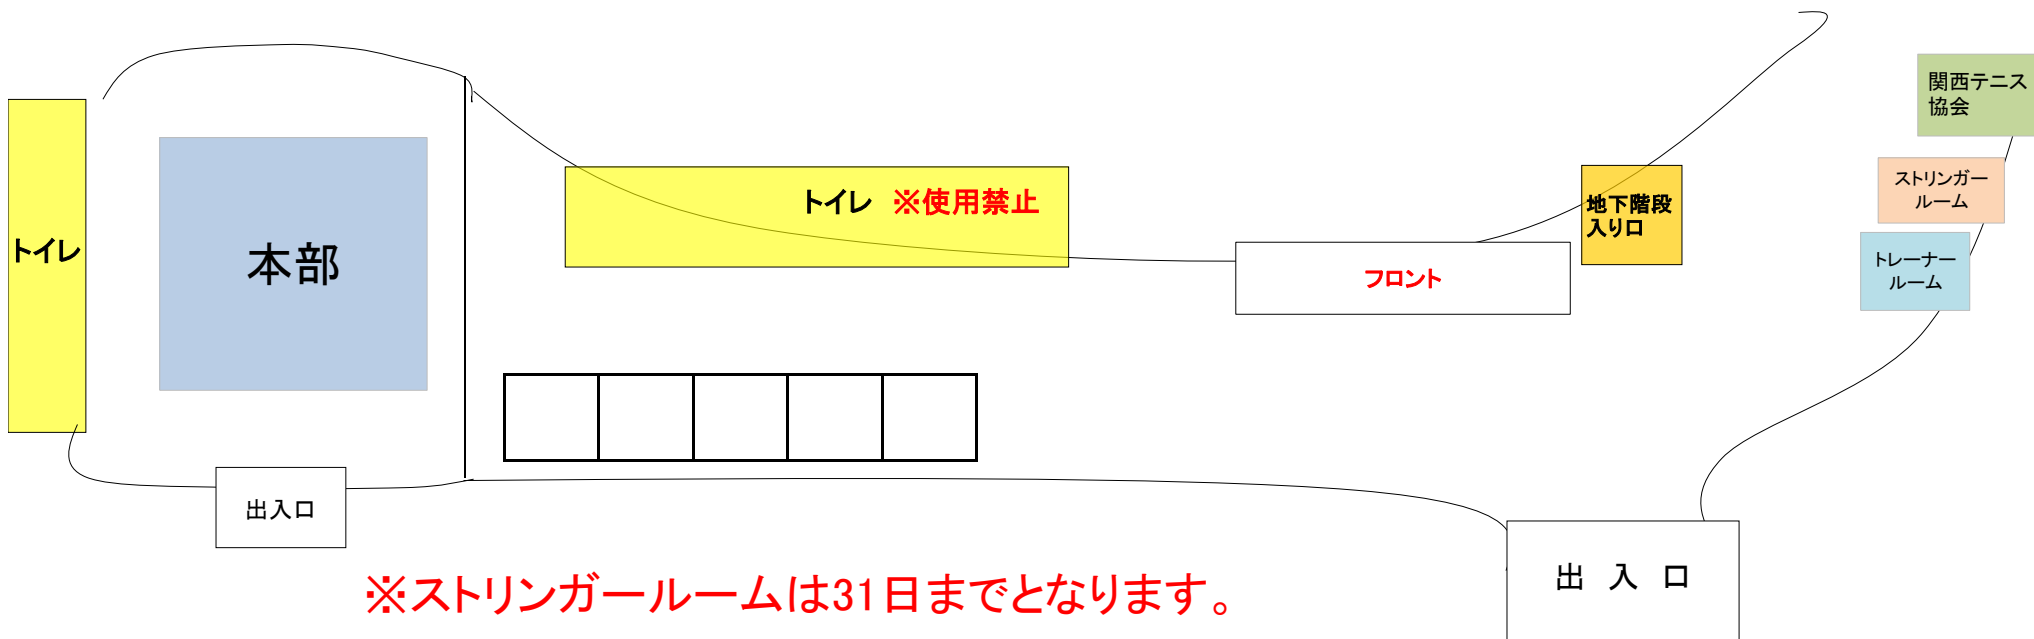 関西テニス
協会
ストリンガー
ルーム
トイレ ※使用禁止
地下階段
入り口
トイレ
本部
トレーナー
ルーム
フロント
出入口
出 入 口
※ストリンガールームは31日までとなります。